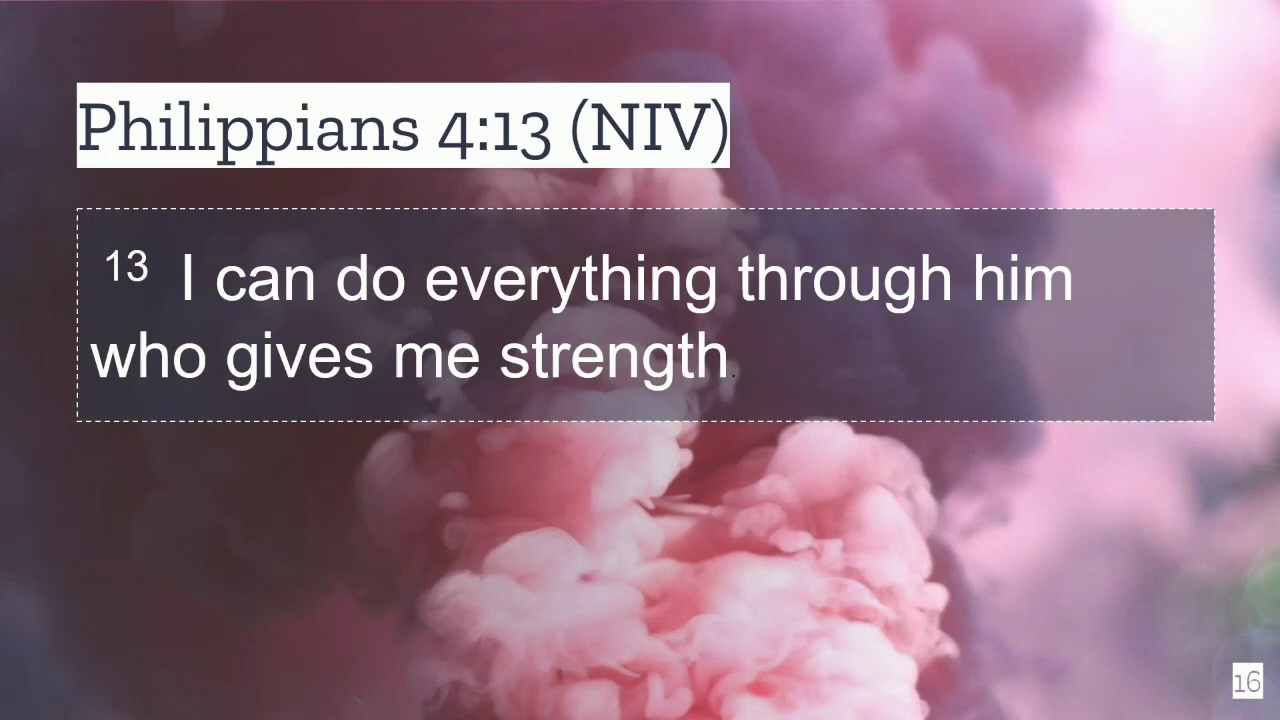 Philippians 4:13 (NIV)
13 I can do everything through him
who gives me strength.
16